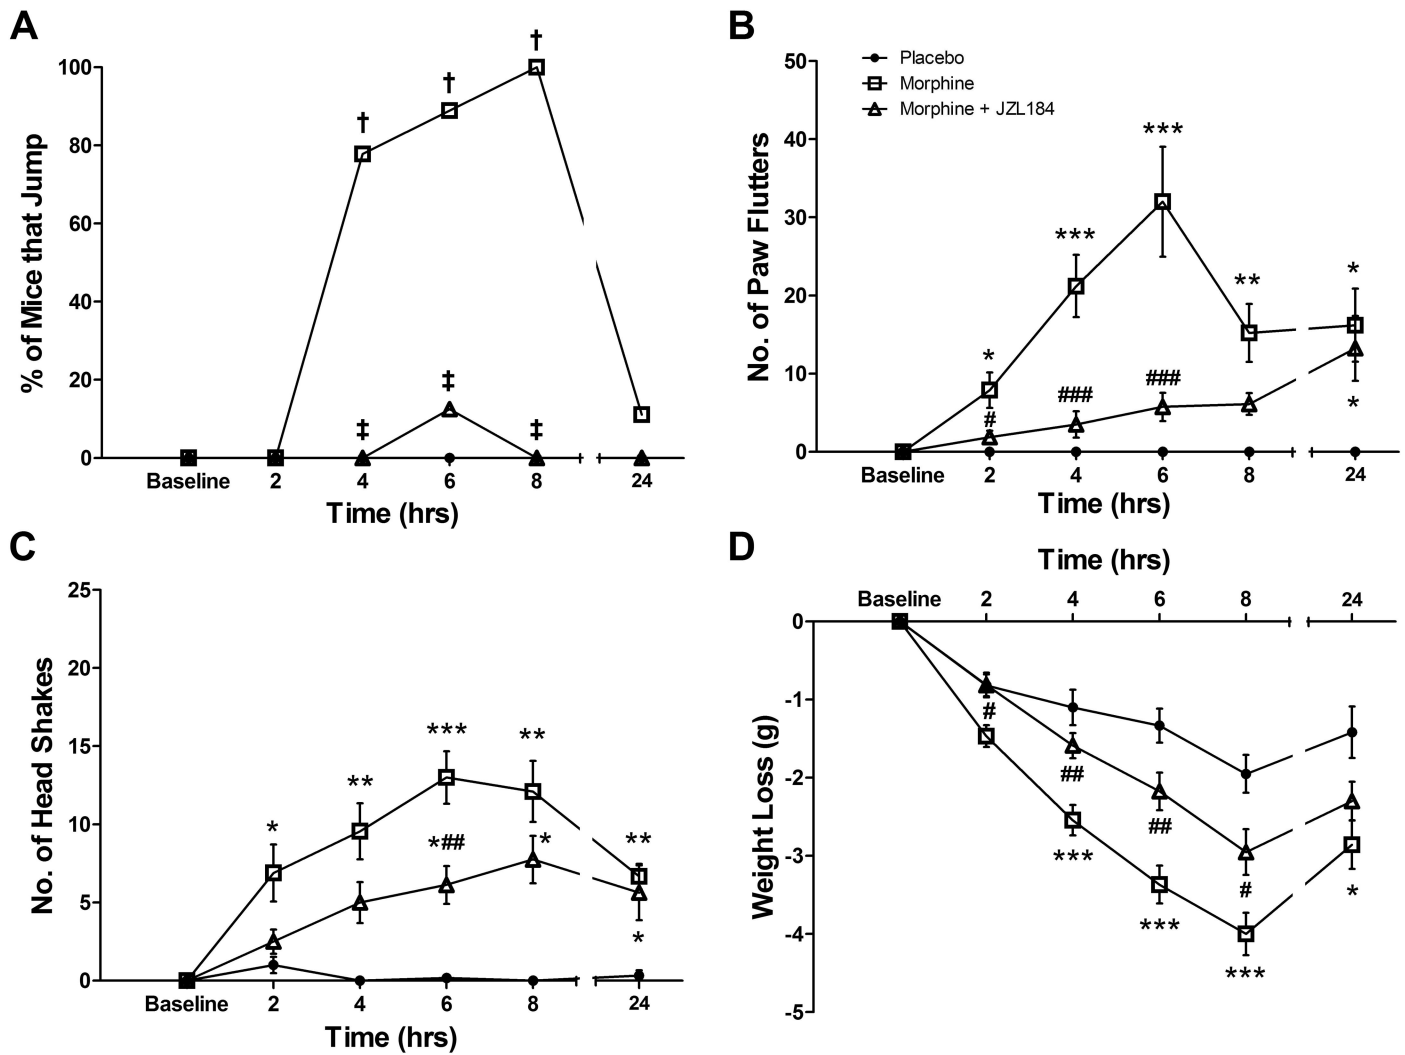 A
% of Mice that Jump
100
80
60
40
20
0
† † †
‡ ‡ ‡
Baseline 2 4 6 8 24
Time (hrs)
B
No. of Paw Flutters
50
40
30
20
10
0
Placebo
Morphine
Morphine + JZL184
* *** *** ** *
# ### ### *
Baseline 2 4 6 8 24
Time (hrs)
C
No. of Head Shakes
25
20
15
10
5
0
* ** *** ** **
*## * *
Baseline 2 4 6 8 24
Time (hrs)
D
Time (hrs)
Baseline 2 4 6 8 24
Weight Loss (g)
0
-1
-2
-3
-4
-5
# ## ## #
*** *** *** *